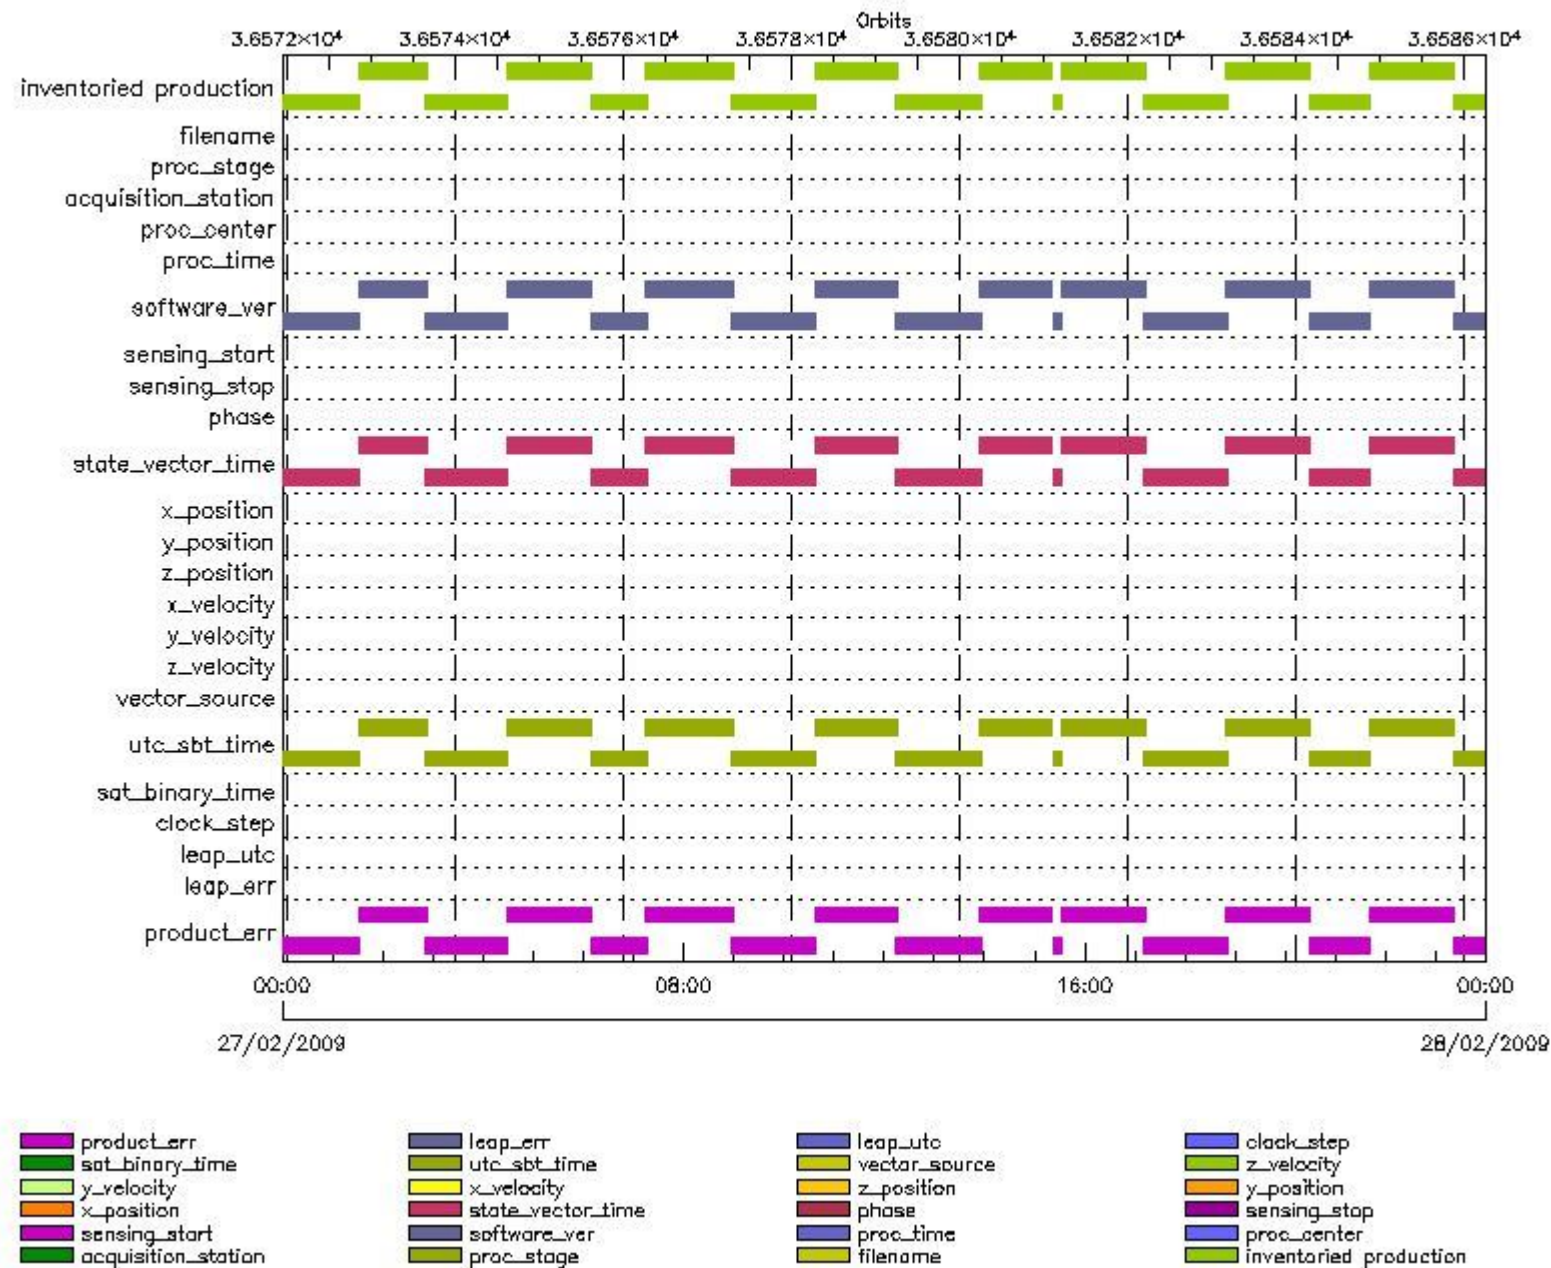 Orbits
3.6572×10⁴ 3.6574×10⁴ 3.6576×10⁴ 3.6578×10⁴ 3.6580×10⁴ 3.6582×10⁴ 3.6584×10⁴ 3.6586×10⁴
inventoried production
filename
proc_stage
acquisition_station
proc_center
proc_time
software_ver
sensing_start
sensing_stop
phase
state_vector_time
x_position
y_position
z_position
x_velocity
y_velocity
z_velocity
vector_source
utc_sbt_time
sat_binary_time
clock_step
leap_utc
leap_err
product_err
00:00 08:00 16:00 00:00
27/02/2009 28/02/2009
product_err leap_err leap_utc clock_step
sat_binary_time utc_sbt_time vector_source z_velocity
y_velocity x_velocity z_position y_position
x_position state_vector_time phase sensing_stop
sensing_start software_ver proc_time proc_center
acquisition_station proc_stage filename inventoried production